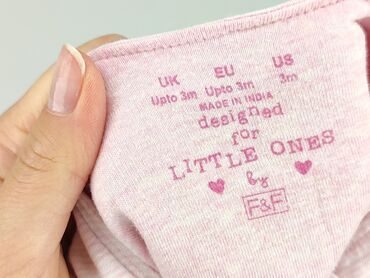 UK EU US
Upto 3m Upto 3m 3m
MADE IN INDIA
designed
for
LITTLE ONES
by
F&F